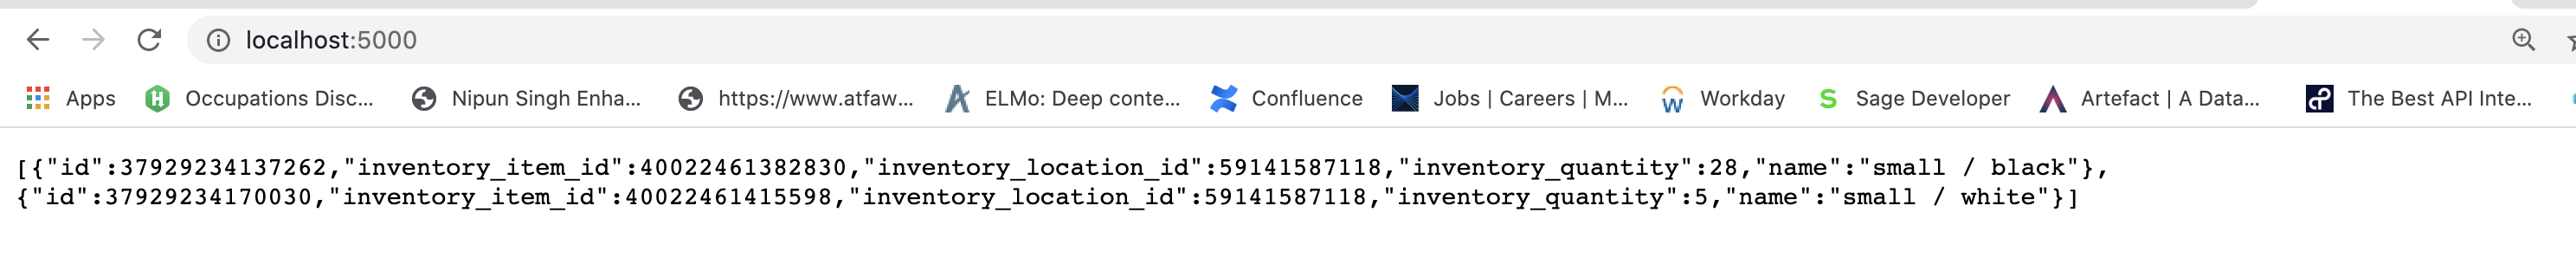 localhost:5000
Apps Occupations Disc... Nipun Singh Enha... https://www.atfaw... ELMo: Deep conte... Confluence Jobs | Careers | M... Workday Sage Developer Artefact | A Data... The Best API Inte...
[{"id":37929234137262,"inventory_item_id":40022461382830,"inventory_location_id":59141587118,"inventory_quantity":28,"name":"small / black"},
{"id":37929234170030,"inventory_item_id":40022461415598,"inventory_location_id":59141587118,"inventory_quantity":5,"name":"small / white"}]